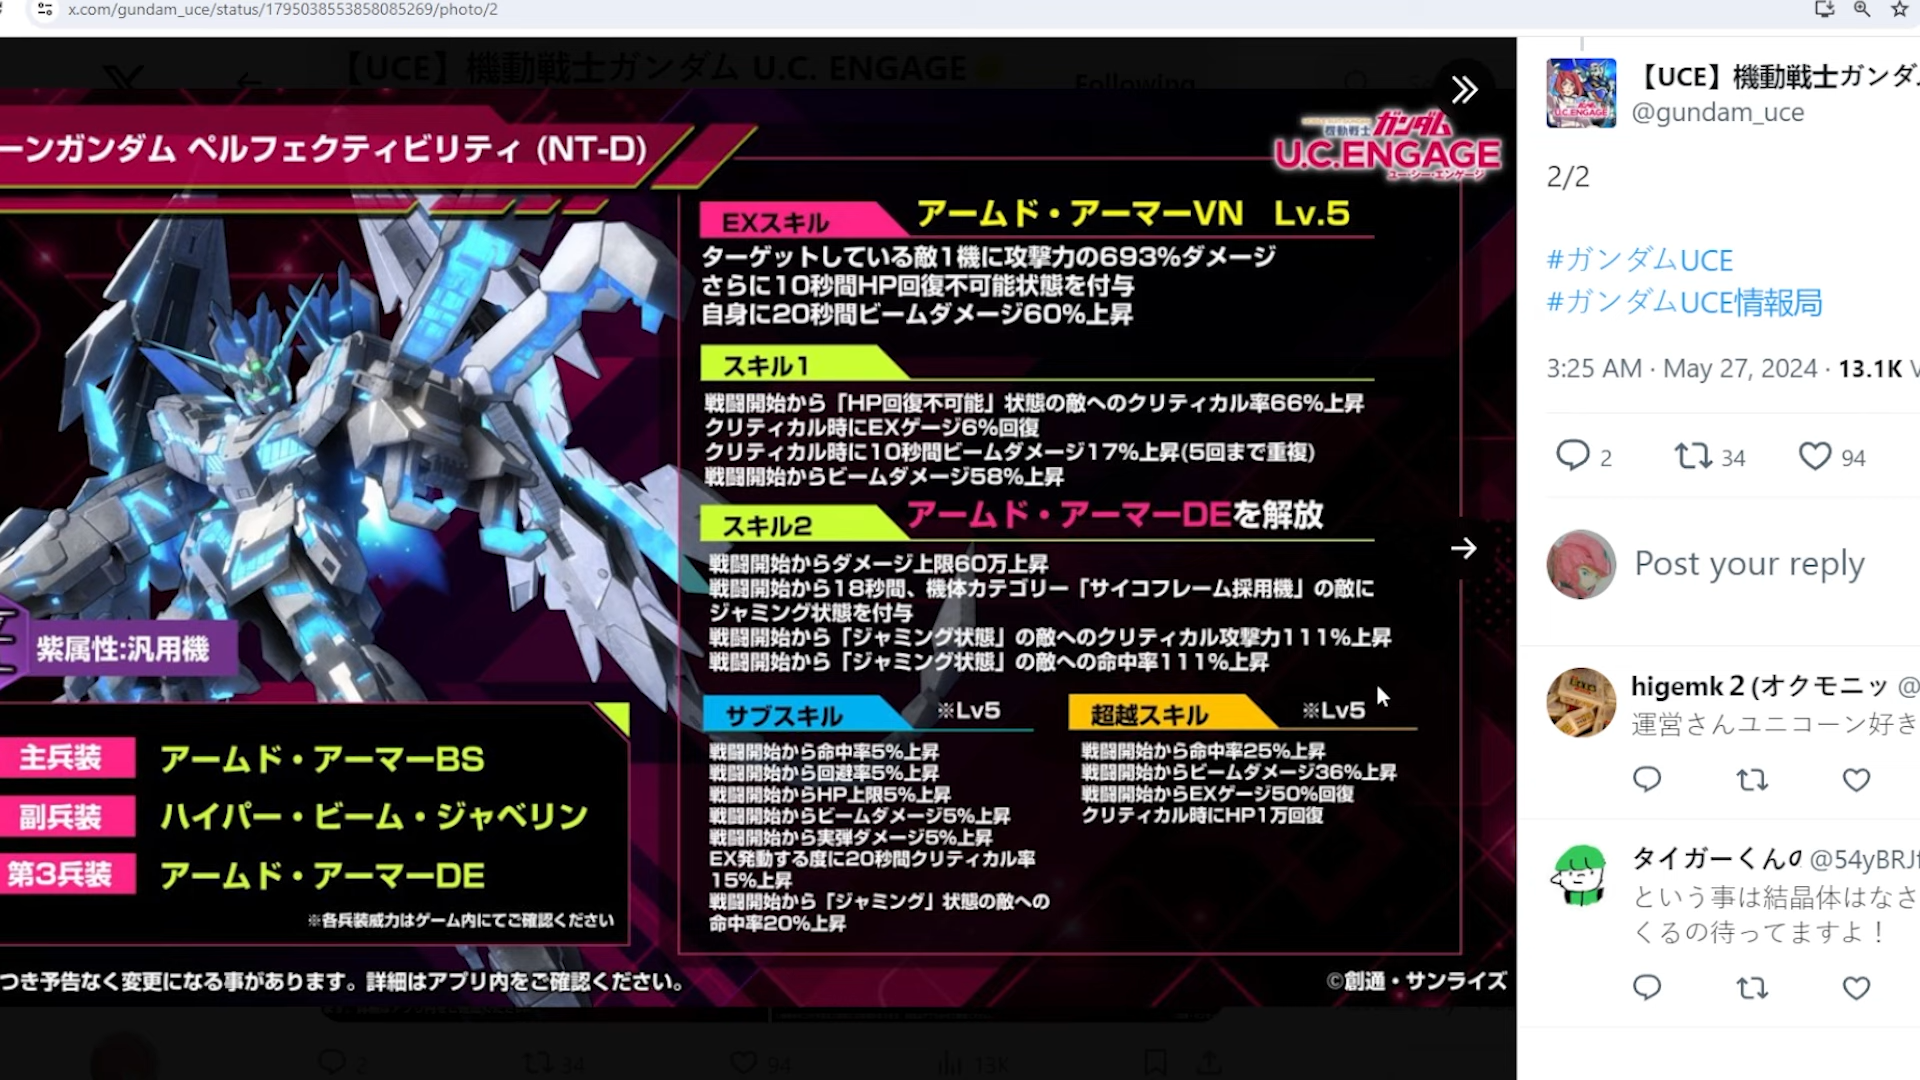 x.com/gundam_uce/status/1795038553858085269/photo/2
【UCE】機動戦士ガンダム U.C. ENGAGE
Following
ーンガンダム ペルフェクティビリティ (NT-D)
機動戦士 ガンダム
U.C.ENGAGE
ユー・シー・エンゲージ
EXスキル
アームド・アーマーVN Lv.5
ターゲットしている敵1機に攻撃力の693%ダメージ
さらに10秒間HP回復不可能状態を付与
自身に20秒間ビームダメージ60%上昇
スキル1
戦闘開始から「HP回復不可能」状態の敵へのクリティカル率66%上昇
クリティカル時にEXゲージ6%回復
クリティカル時に10秒間ビームダメージ17%上昇(5回まで重複)
戦闘開始からビームダメージ58%上昇
スキル2
アームド・アーマーDEを解放
戦闘開始からダメージ上限60万上昇
戦闘開始から18秒間、機体カテゴリー「サイコフレーム採用機」の敵に
ジャミング状態を付与
戦闘開始から「ジャミング状態」の敵へのクリティカル攻撃力111%上昇
戦闘開始から「ジャミング状態」の敵への命中率111%上昇
紫属性:汎用機
主兵装 アームド・アーマーBS
副兵装 ハイパー・ビーム・ジャベリン
第3兵装 アームド・アーマーDE
※各兵装威力はゲーム内にてご確認ください
サブスキル ※Lv5
戦闘開始から命中率5%上昇
戦闘開始から回避率5%上昇
戦闘開始からHP上限5%上昇
戦闘開始からビームダメージ5%上昇
戦闘開始から実弾ダメージ5%上昇
EX発動する度に20秒間クリティカル率
15%上昇
戦闘開始から「ジャミング」状態の敵への
命中率20%上昇
超越スキル ※Lv5
戦闘開始から命中率25%上昇
戦闘開始からビームダメージ36%上昇
戦闘開始からEXゲージ50%回復
クリティカル時にHP1万回復
つき予告なく変更になる事があります。詳細はアプリ内をご確認ください。
©創通・サンライズ
2
34
94
13K
【UCE】機動戦士ガンダ
@gundam_uce
2/2
#ガンダムUCE
#ガンダムUCE情報局
3:25 AM · May 27, 2024 · 13.1K V
2 34 94
Post your reply
higemk２(オクモニッ @
運営さんユニコーン好き
タイガーくん @54yBRJ
という事は結晶体はなさ
くるの待ってますよ！